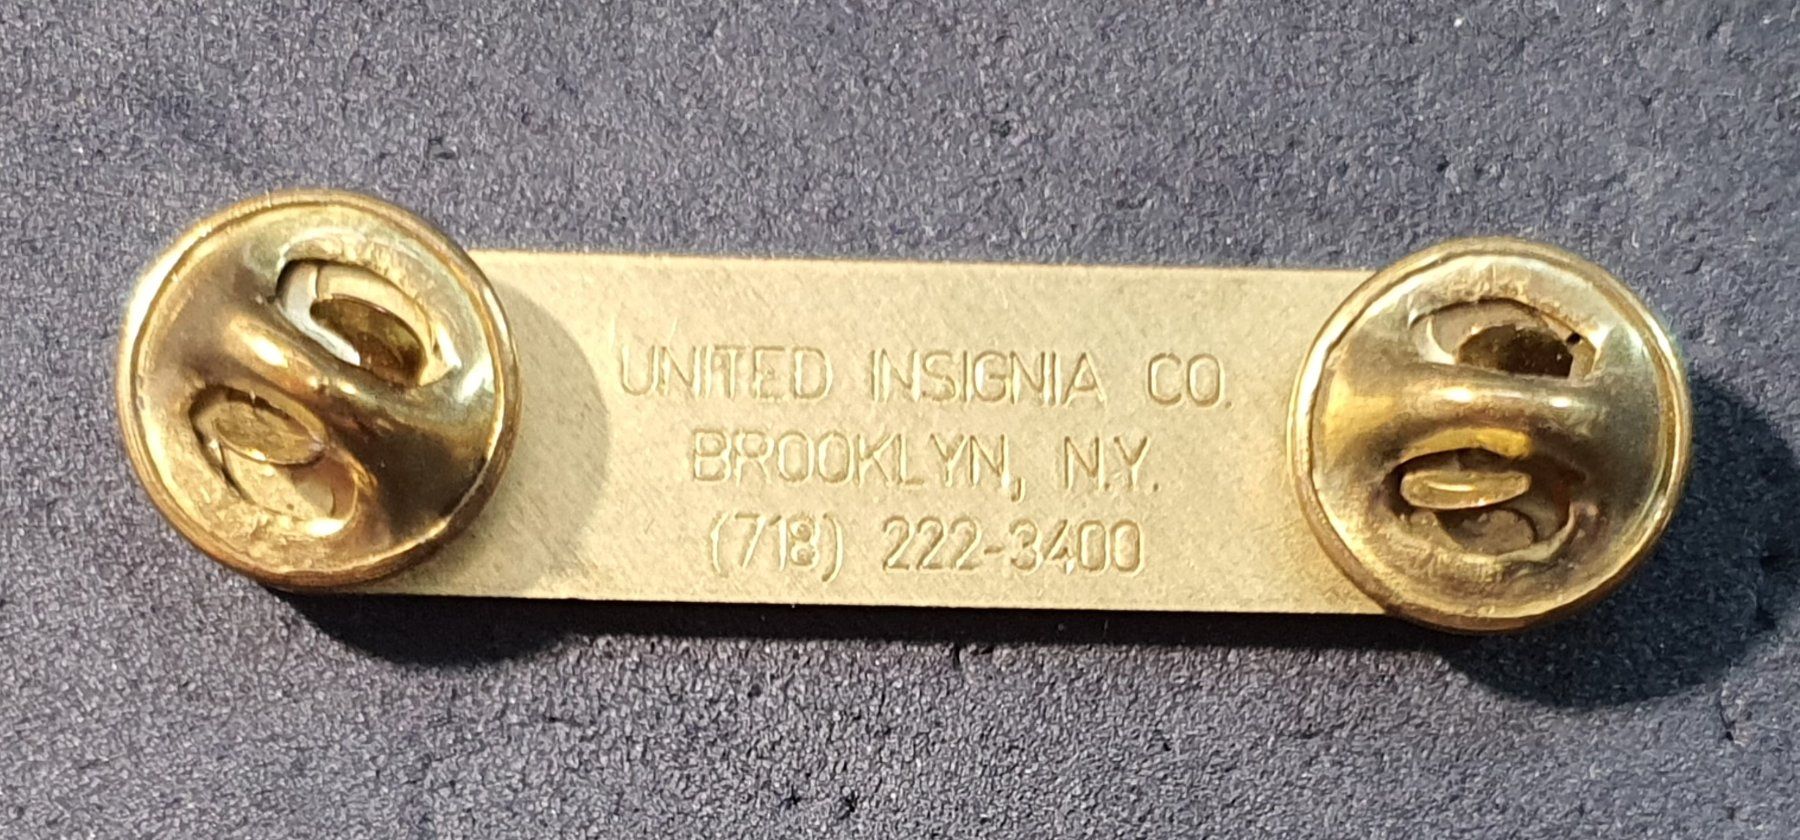 UNITED INSIGNIA CO.
BROOKLYN, N.Y.
(718) 222-3400